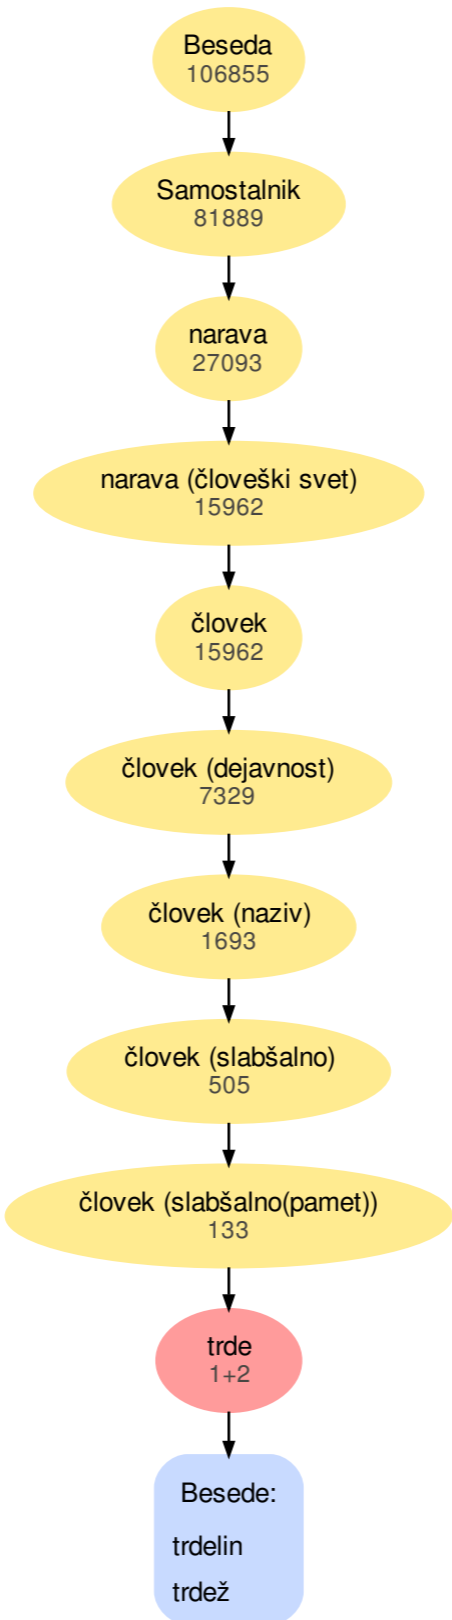 Beseda
106855
Samostalnik
81889
narava
27093
narava (človeški svet)
15962
človek
15962
človek (dejavnost)
7329
človek (naziv)
1693
človek (slabšalno)
505
človek (slabšalno(pamet))
133
trde
1+2
Besede:
trdelin
trdež